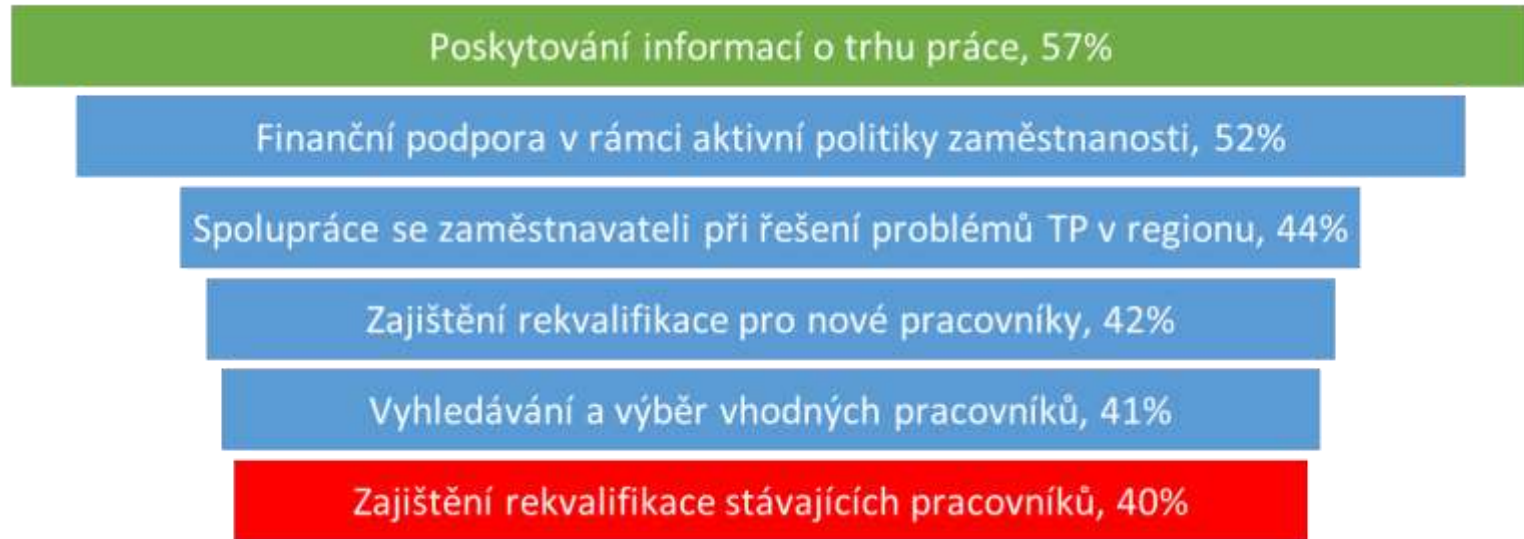 Poskytování informací o trhu práce, 57%
Finanční podpora v rámci aktivní politiky zaměstnanosti, 52%
Spolupráce se zaměstnavateli při řešení problémů TP v regionu, 44%
Zajištění rekvalifikace pro nové pracovníky, 42%
Vyhledávání a výběr vhodných pracovníků, 41%
Zajištění rekvalifikace stávajících pracovníků, 40%